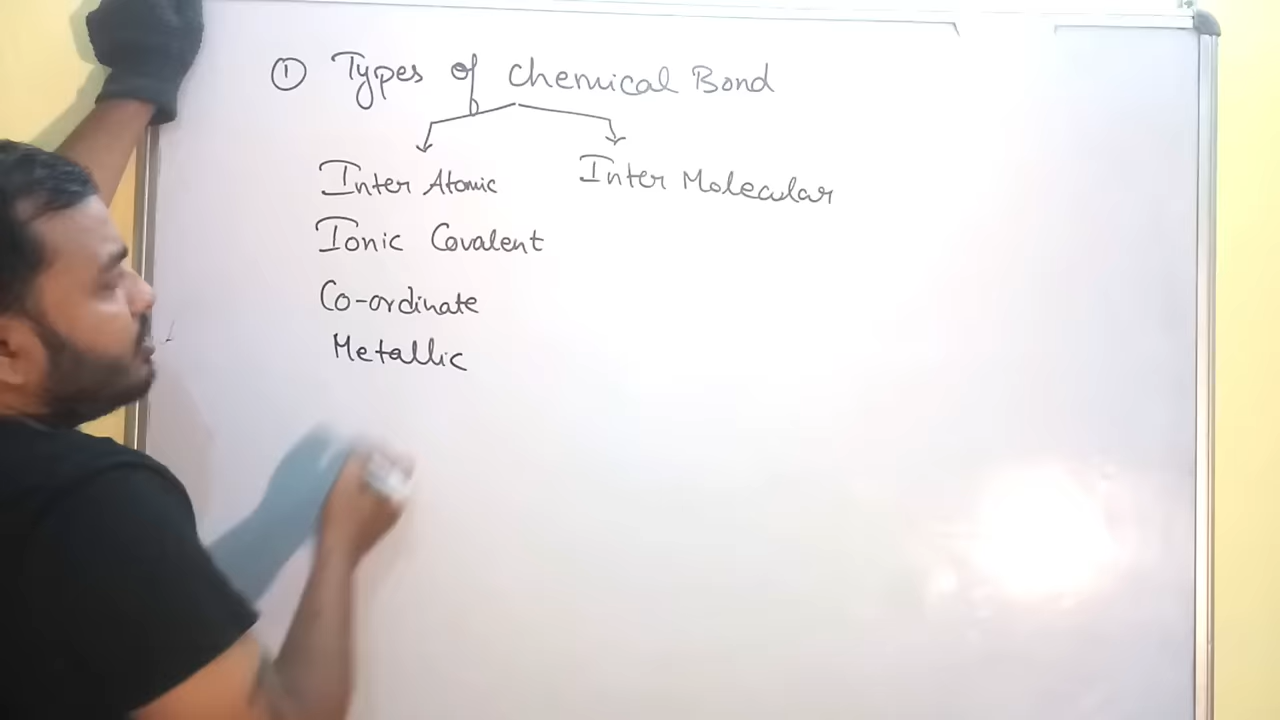 ① Types of Chemical Bond
Inter Atomic Inter Molecular
Ionic Covalent
Co-ordinate
Metallic